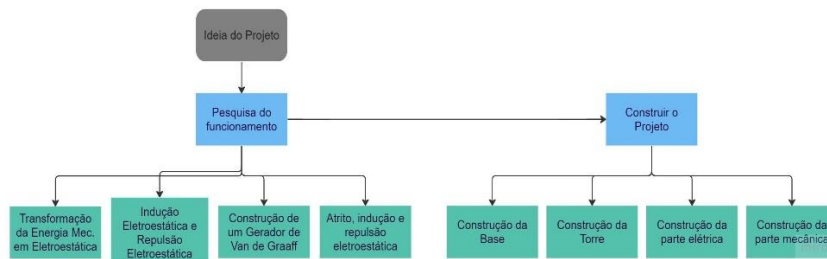 Ideia do Projeto
Pesquisa do
funcionamento
Construir o
Projeto
Transformação
da Energia Mec.
em Eletroestática
Indução
Eletroestática e
Repulsão
Eletroestática
Construção de
um Gerador de
Van de Graaff
Atrito, indução e
repulsão
eletroestática
Construção da
Base
Construção da
Torre
Construção da
parte elétrica
Construção da
parte mecânica